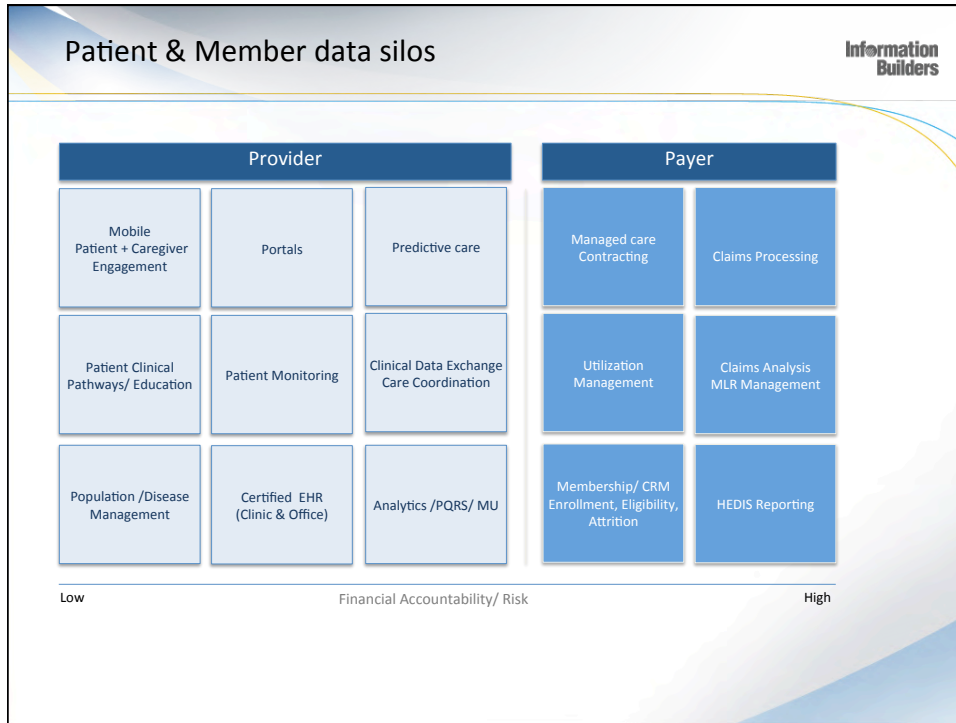 Patient & Member data silos
Information
Builders
Provider
Payer
Mobile
Patient + Caregiver
Engagement
Portals
Predictive care
Managed care
Contracting
Claims Processing
Patient Clinical
Pathways/ Education
Patient Monitoring
Clinical Data Exchange
Care Coordination
Utilization
Management
Claims Analysis
MLR Management
Population /Disease
Management
Certified EHR
(Clinic & Office)
Analytics /PQRS/ MU
Membership/ CRM
Enrollment, Eligibility,
Attrition
HEDIS Reporting
Low
Financial Accountability/ Risk
High